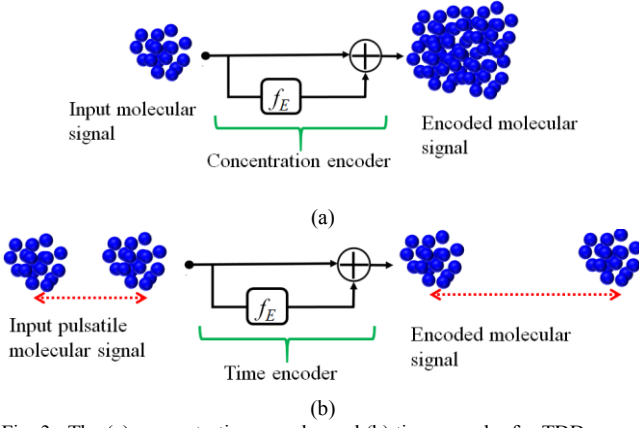 f_E
Input molecular
signal
Encoded molecular
signal
Concentration encoder
(a)
f_E
Input pulsatile
molecular signal
Encoded molecular
signal
Time encoder
(b)